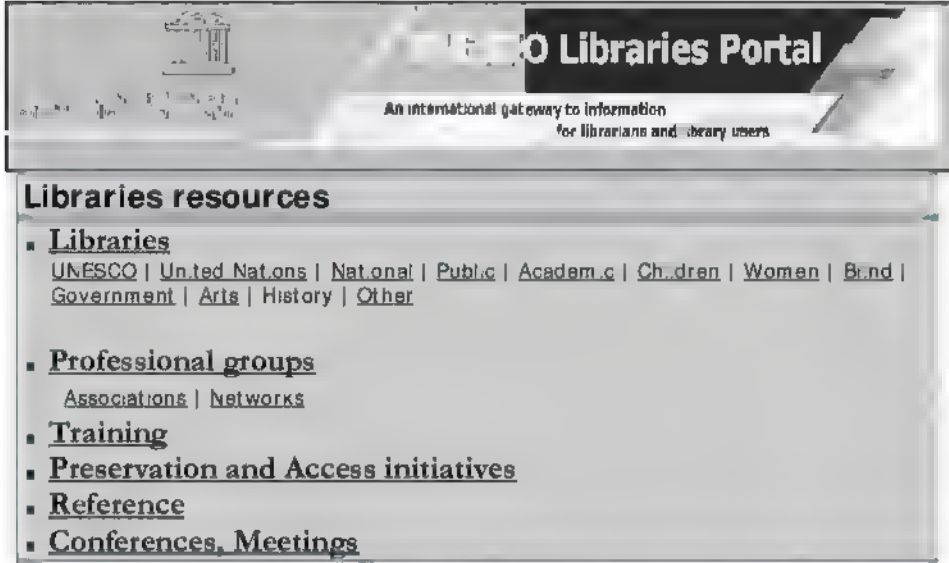 O Libraries Portal
An international gateway to information
for librarians and library users
Libraries resources
Libraries
UNESCO | United Nations | National | Public | Academic | Children | Women | Blind |
Government | Arts | History | Other
Professional groups
Associations | Networks
Training
Preservation and Access initiatives
Reference
Conferences, Meetings